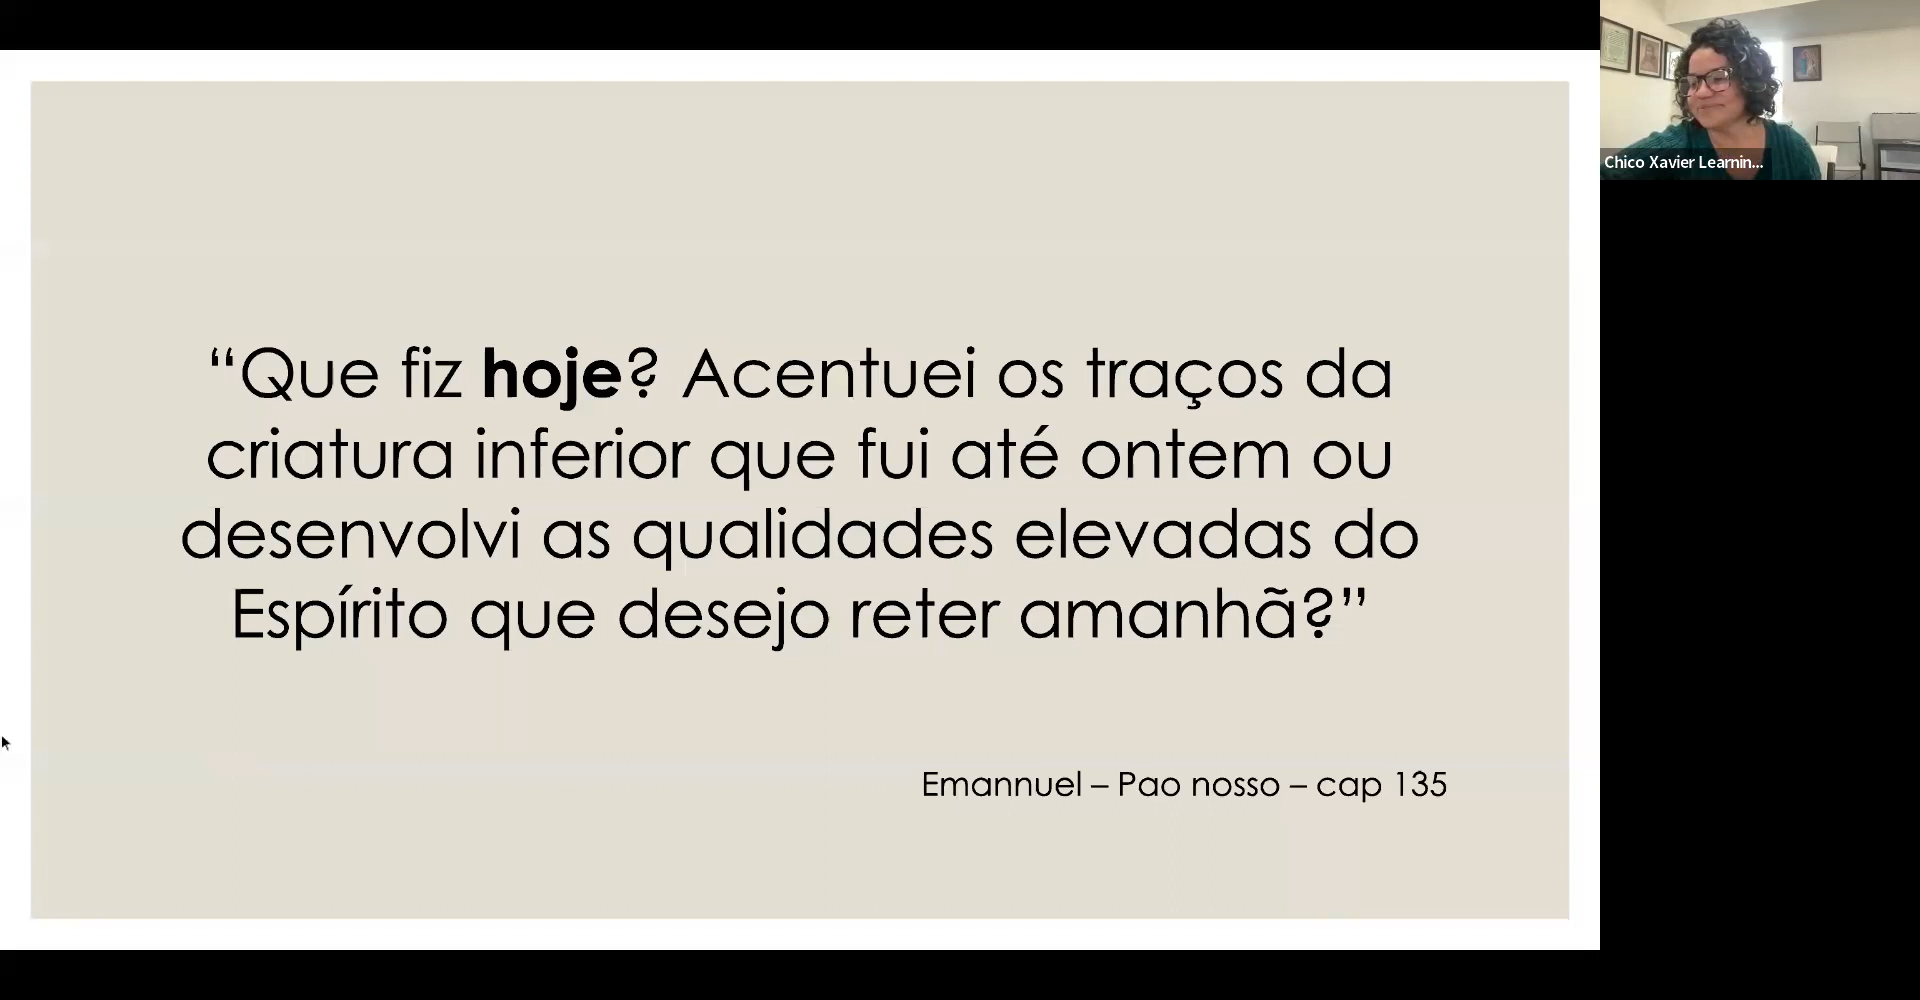 “Que fiz hoje? Acentuei os traços da
criatura inferior que fui até ontem ou
desenvolvi as qualidades elevadas do
Espírito que desejo reter amanhã?”
Emannuel – Pao nosso – cap 135
Chico Xavier Learnin...